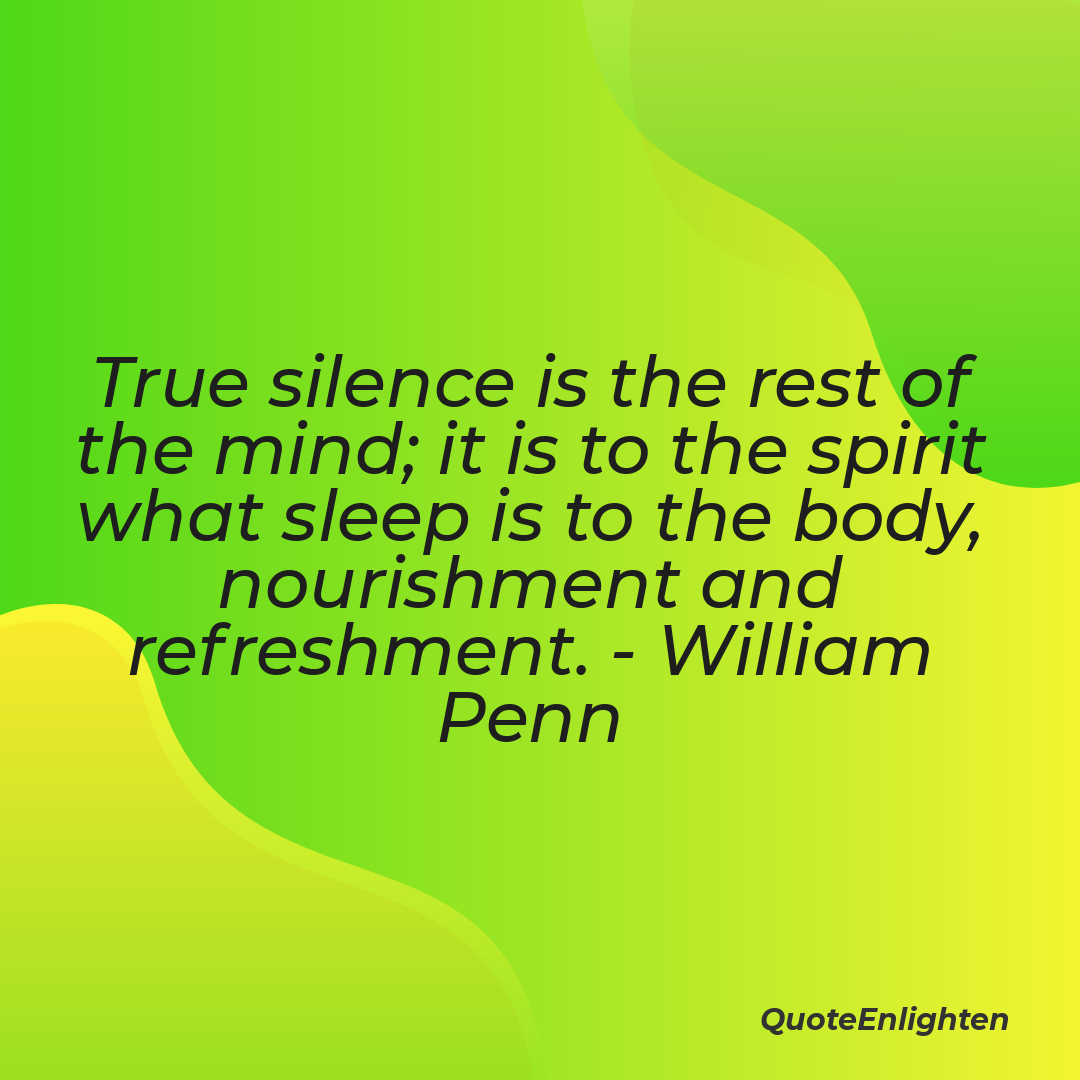 True silence is the rest of
the mind; it is to the spirit
what sleep is to the body,
nourishment and
refreshment. - William
Penn
QuoteEnlighten